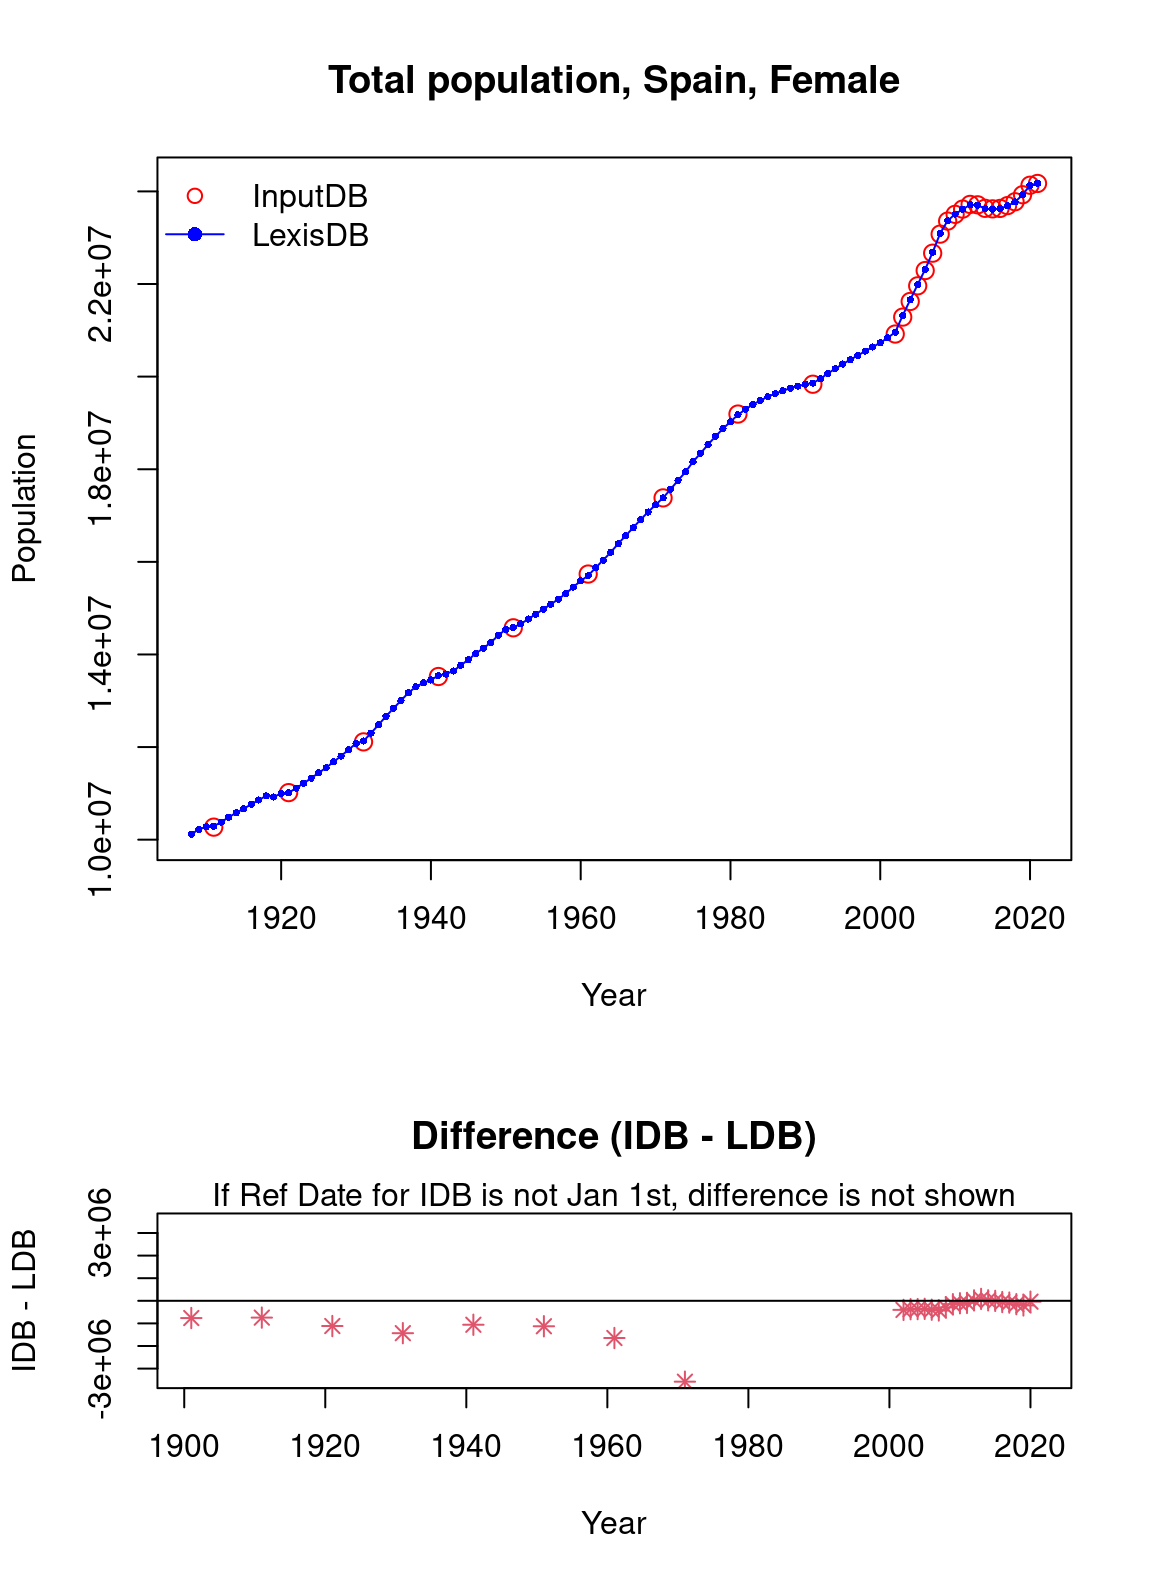 Total population, Spain, Female
InputDB
LexisDB
Population
1.0e+07
1.4e+07
1.8e+07
2.2e+07
1920 1940 1960 1980 2000 2020
Year
Difference (IDB - LDB)
If Ref Date for IDB is not Jan 1st, difference is not shown
IDB - LDB
-3e+06
3e+06
1900 1920 1940 1960 1980 2000 2020
Year